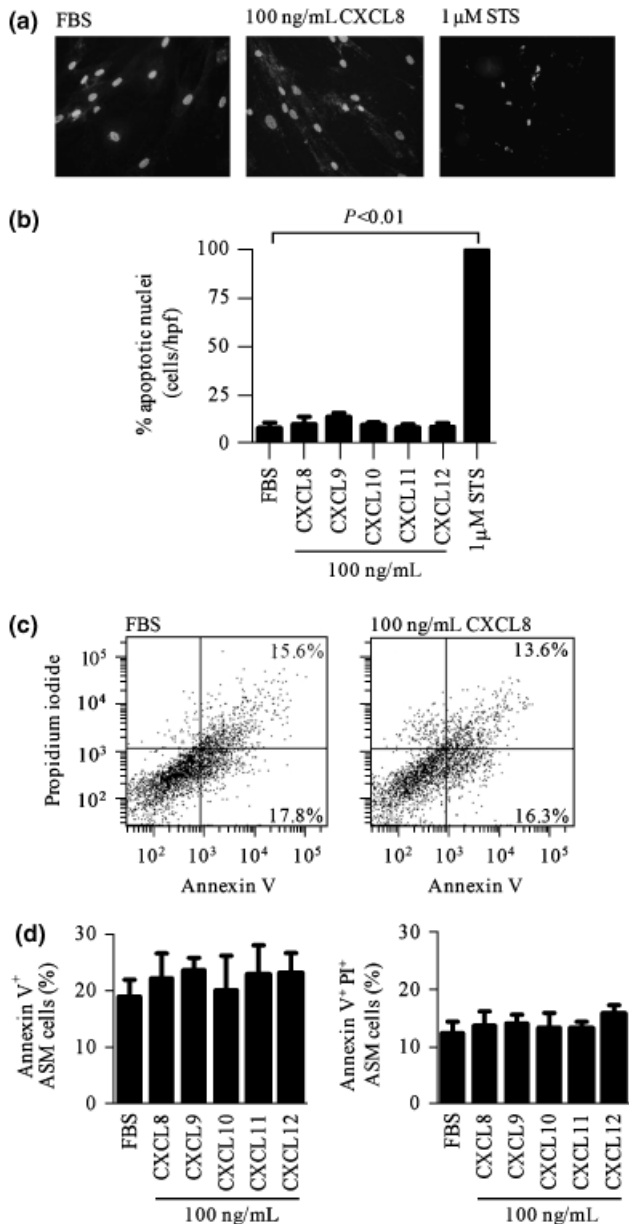 (a) FBS 100 ng/mL CXCL8 1 μM STS
(b)
P<0.01
% apoptotic nuclei
(cells/hpf)
100
75
50
25
0
FBS CXCL8 CXCL9 CXCL10 CXCL11 CXCL12 1 μM STS
100 ng/mL
(c) FBS 100 ng/mL CXCL8
Propidium iodide
10⁵
10⁴
10³
10²
15.6%
17.8%
10² 10³ 10⁴ 10⁵
Annexin V
13.6%
16.3%
10² 10³ 10⁴ 10⁵
Annexin V
(d)
Annexin V⁺
ASM cells (%)
30
20
10
0
FBS CXCL8 CXCL9 CXCL10 CXCL11 CXCL12
100 ng/mL
Annexin V⁺ PI⁺
ASM cells (%)
30
20
10
0
FBS CXCL8 CXCL9 CXCL10 CXCL11 CXCL12
100 ng/mL